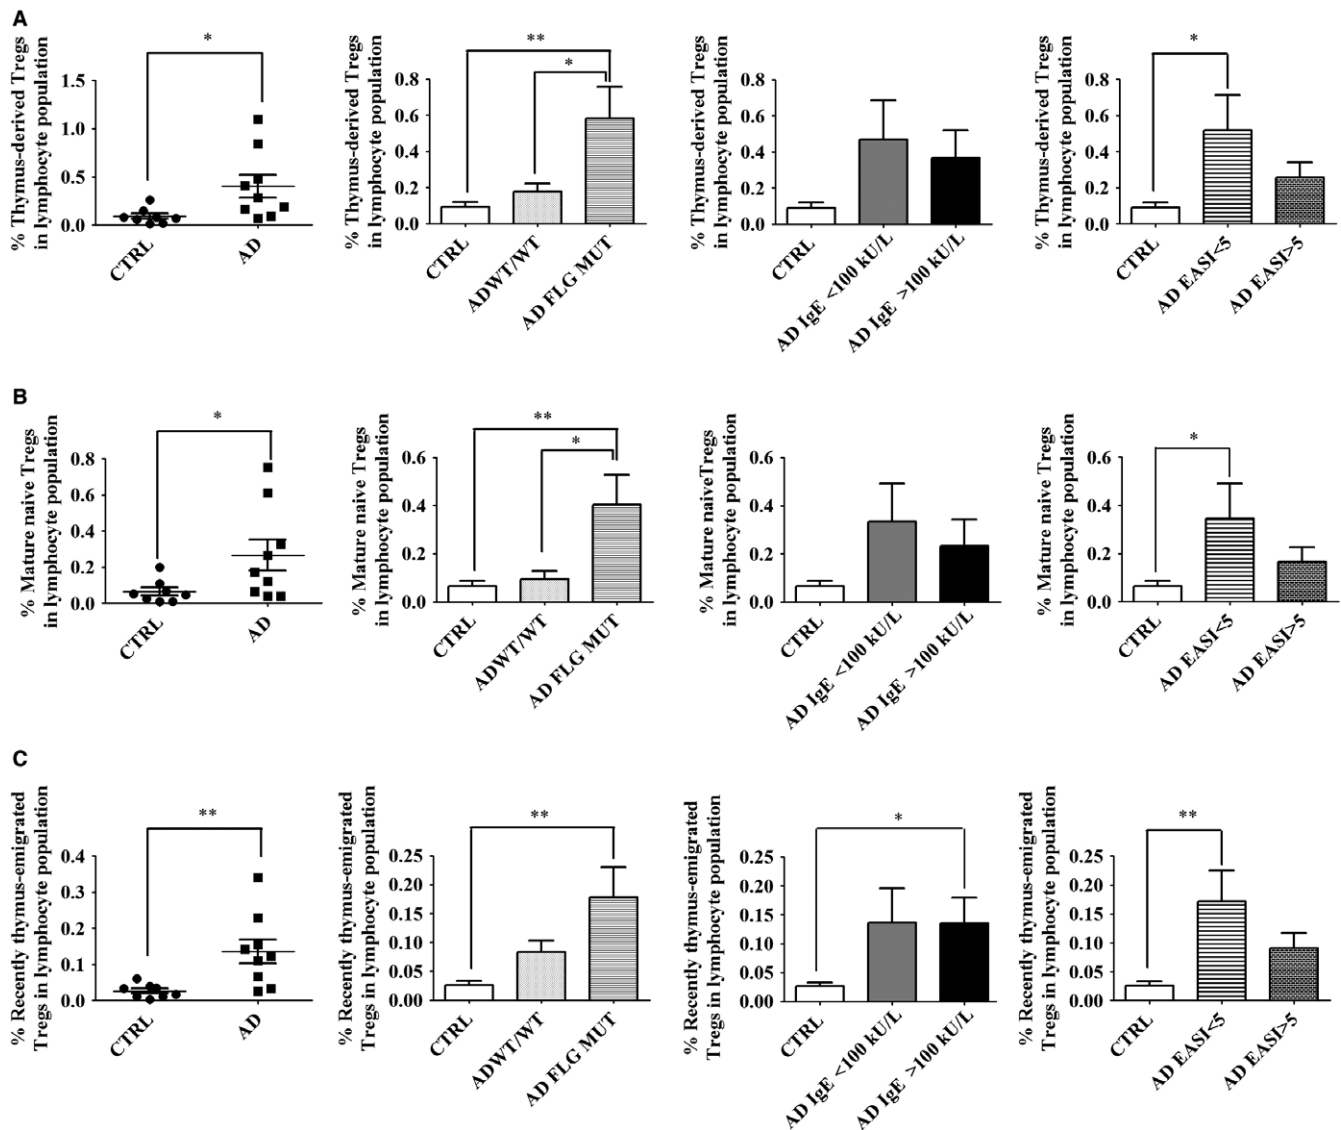 A
% Thymus-derived Tregs
in lymphocyte population
*
1.5
1.0
0.5
0.0
CTRL
AD
% Thymus-derived Tregs
in lymphocyte population
**
*
0.8
0.6
0.4
0.2
0.0
CTRL
ADWT/WT
AD FLG MUT
% Thymus-derived Tregs
in lymphocyte population
0.8
0.6
0.4
0.2
0.0
CTRL
AD IgE <100 kU/L
AD IgE >100 kU/L
% Thymus-derived Tregs
in lymphocyte population
*
0.8
0.6
0.4
0.2
0.0
CTRL
AD EASI<5
AD EASI>5
B
% Mature naive Tregs
in lymphocyte population
*
0.8
0.6
0.4
0.2
0.0
CTRL
AD
% Mature naive Tregs
in lymphocyte population
**
*
0.6
0.4
0.2
0.0
CTRL
ADWT/WT
AD FLG MUT
% Mature naiveTregs
in lymphocyte population
0.6
0.4
0.2
0.0
CTRL
AD IgE <100 kU/L
AD IgE >100 kU/L
% Mature naive Tregs
in lymphocyte population
*
0.6
0.4
0.2
0.0
CTRL
AD EASI<5
AD EASI>5
C
% Recently thymus-emigrated
Tregs in lymphocyte population
**
0.4
0.3
0.2
0.1
0.0
CTRL
AD
% Recently thymus-emigrated
Tregs in lymphocyte population
**
0.25
0.20
0.15
0.10
0.05
0.00
CTRL
ADWT/WT
AD FLG MUT
% Recently thymus-emigrated
Tregs in lymphocyte population
*
0.25
0.20
0.15
0.10
0.05
0.00
CTRL
AD IgE <100 kU/L
AD IgE >100 kU/L
% Recently thymus-emigrated
Tregs in lymphocyte population
**
0.25
0.20
0.15
0.10
0.05
0.00
CTRL
AD EASI<5
AD EASI>5